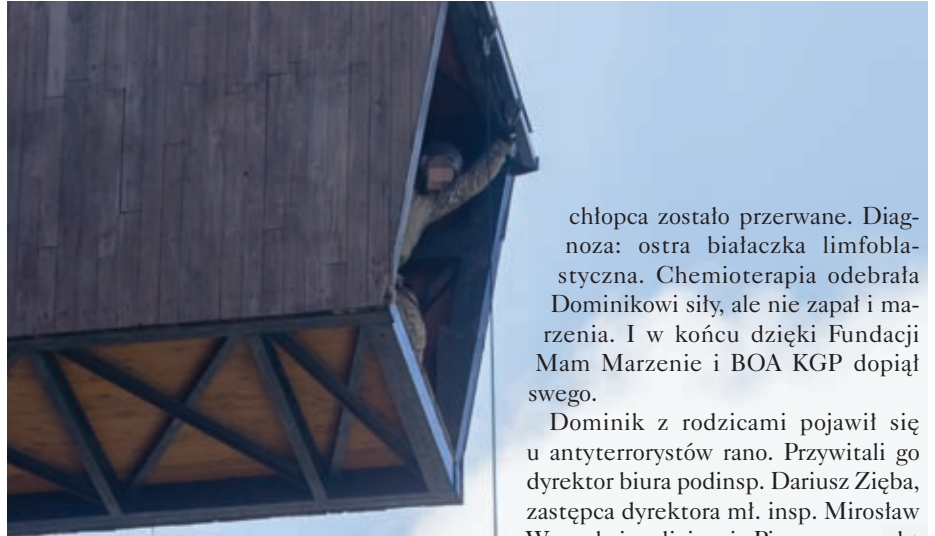 chłopca zostało przerwane. Diag-
noza: ostra białaczka limfobla-
styczna. Chemioterapia odebrała
Dominikowi siły, ale nie zapał i ma-
rzenia. I w końcu dzięki Fundacji
Mam Marzenie i BOA KGP dopiął
swego.
Dominik z rodzicami pojawił się
u antyterrorystów rano. Przywitali go
dyrektor biura podinsp. Dariusz Zięba,
zastępca dyrektora mł. insp. Mirosław